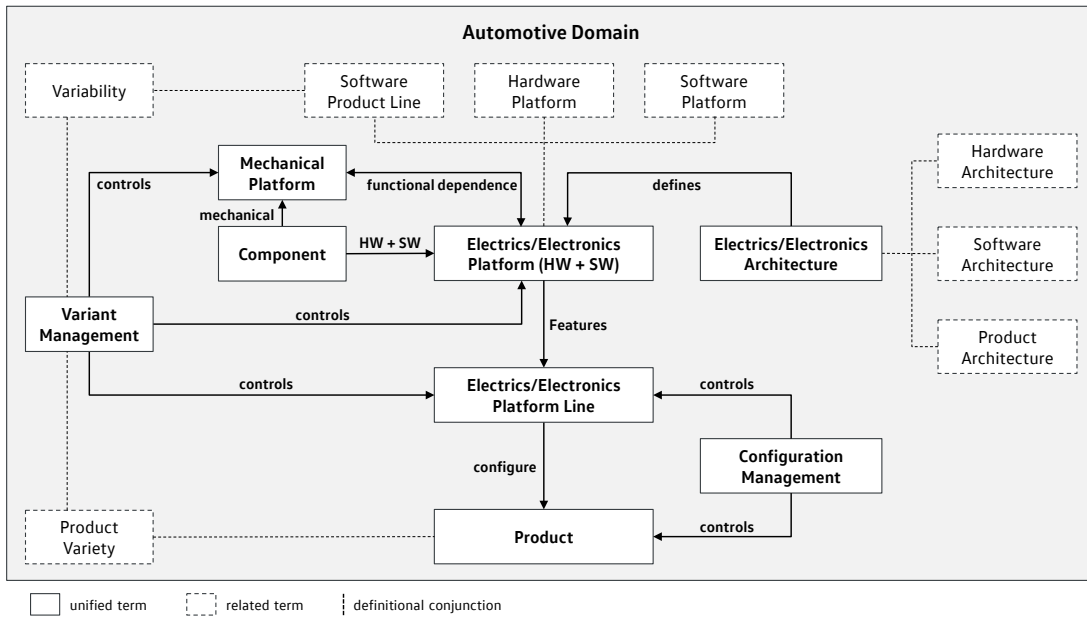 Automotive Domain
Variability
Software
Product Line
Hardware
Platform
Software
Platform
Mechanical
Platform
controls
functional dependence
defines
Hardware
Architecture
mechanical
Component
HW + SW
Electrics/Electronics
Platform (HW + SW)
Electrics/Electronics
Architecture
Software
Architecture
Variant
Management
controls
Features
Product
Architecture
controls
Electrics/Electronics
Platform Line
controls
configure
Configuration
Management
Product
Variety
Product
controls
unified term
related term
definitional conjunction